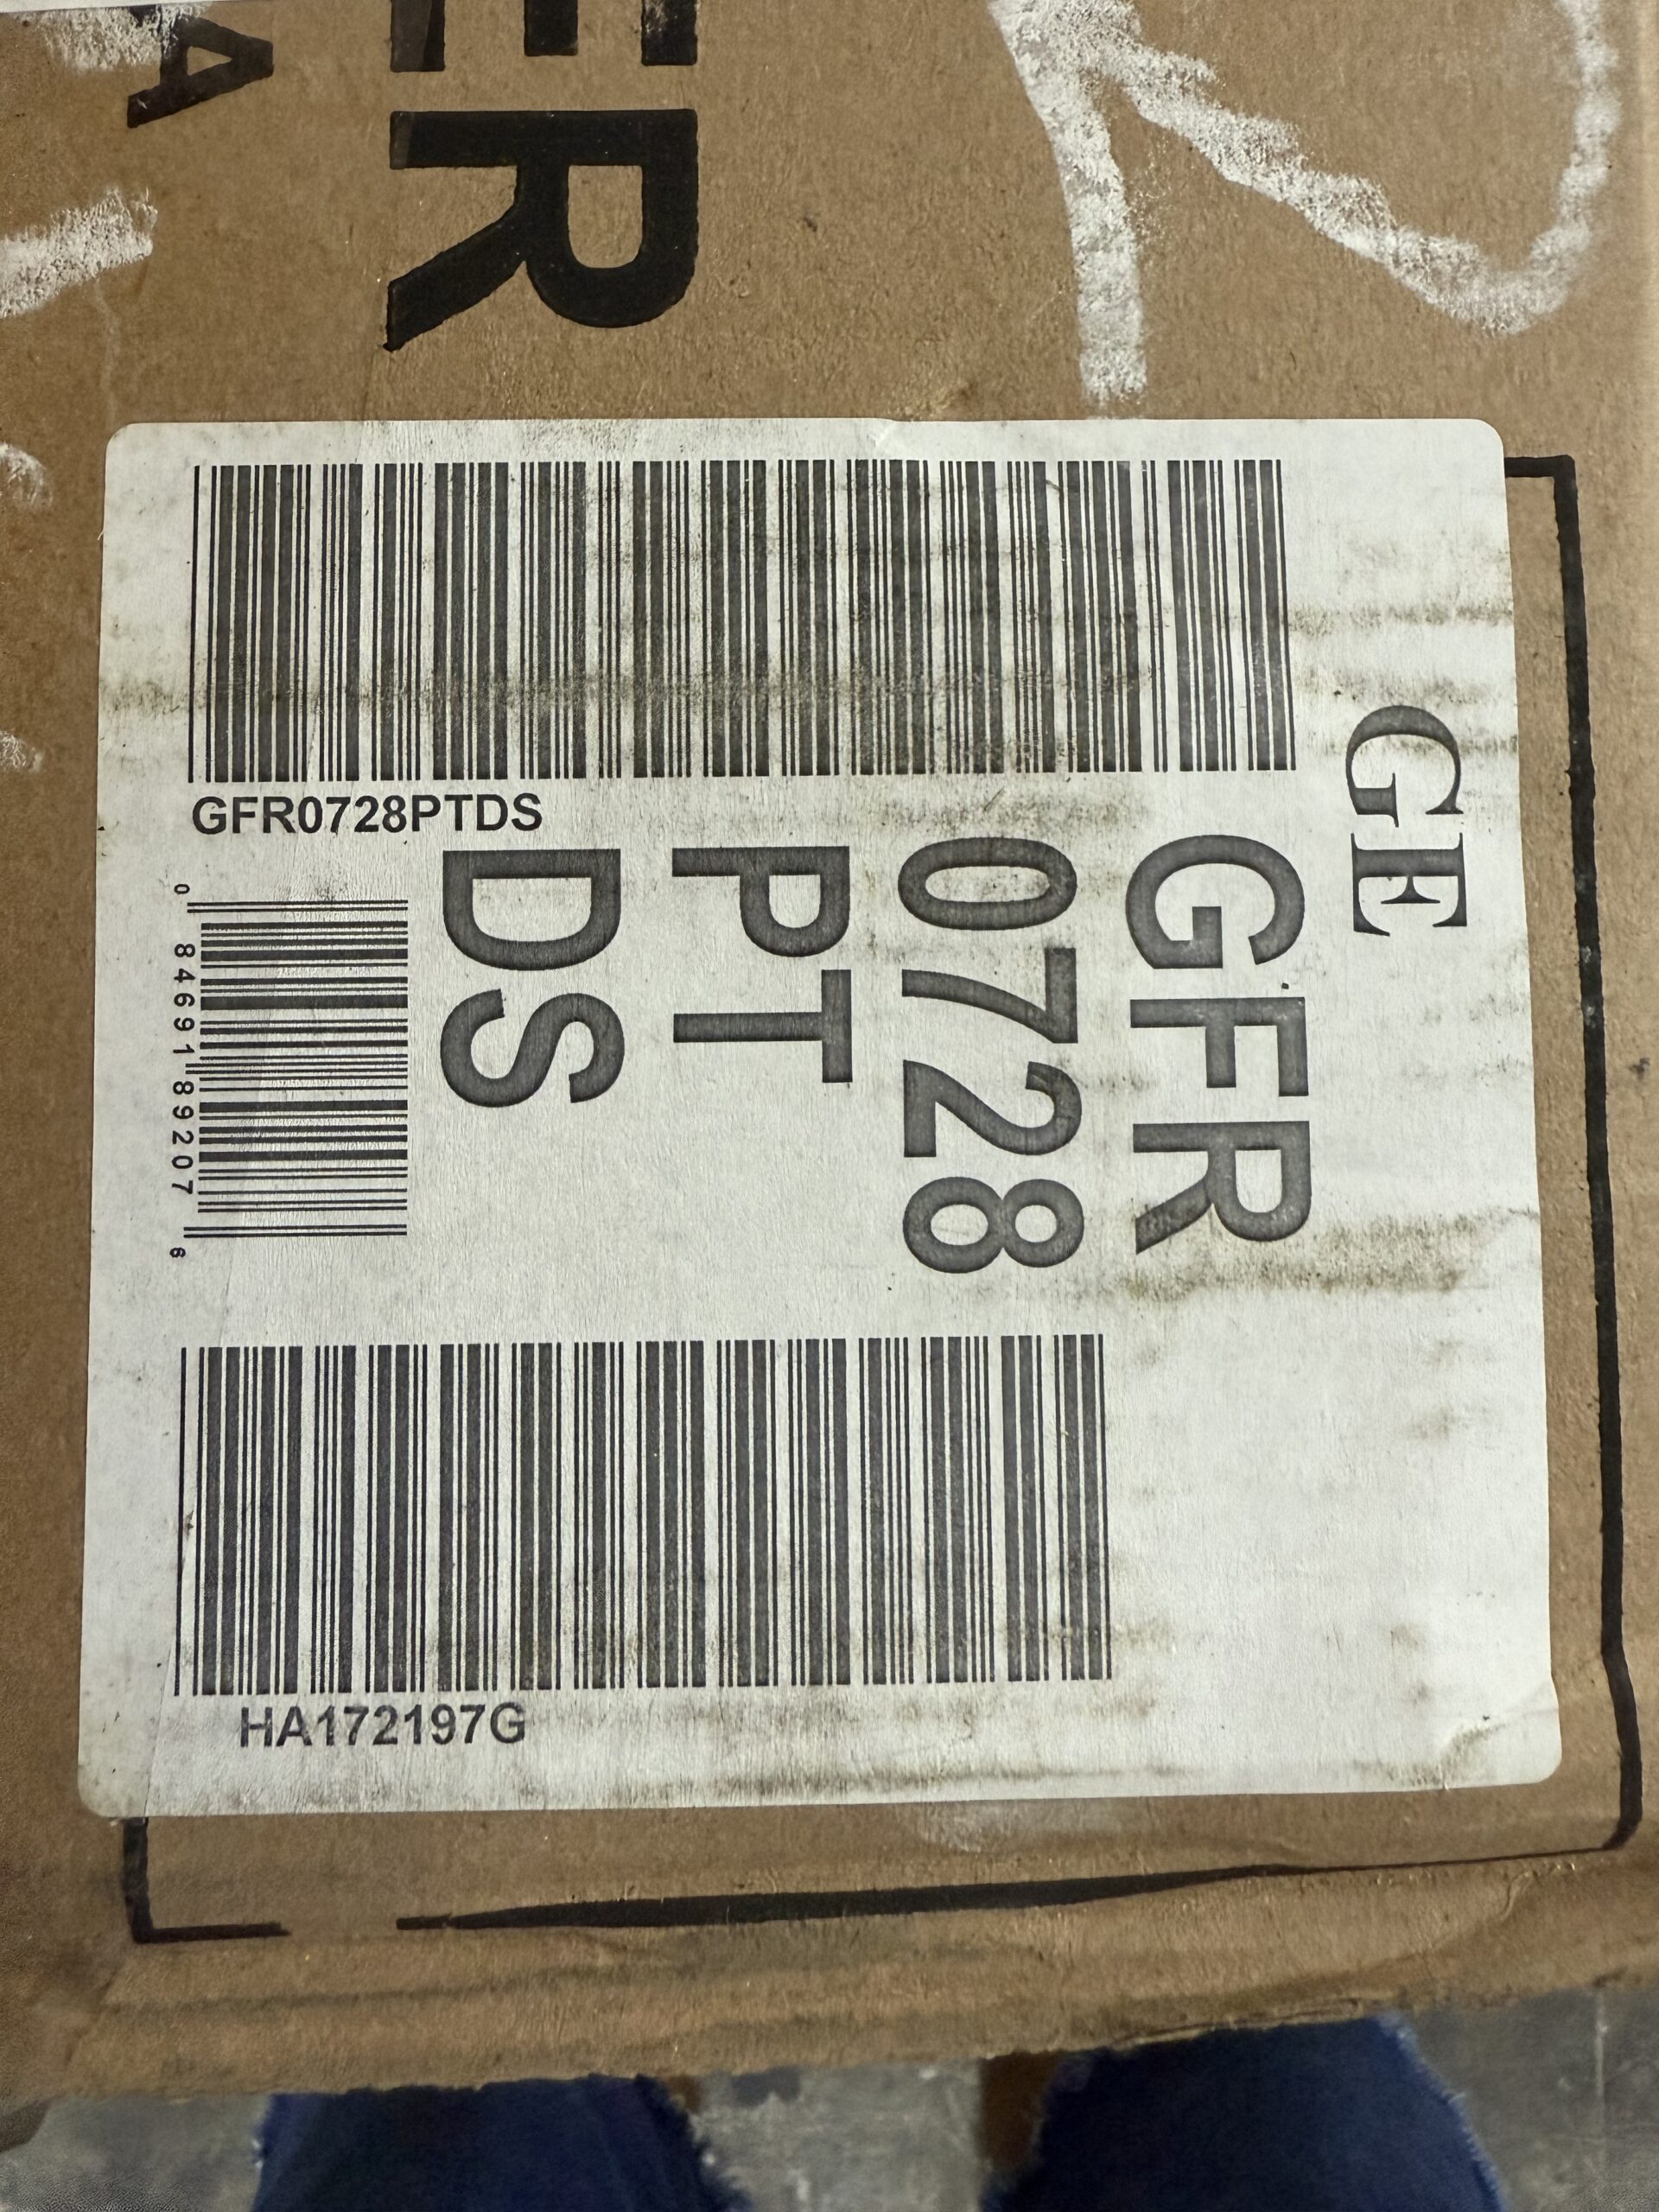 ER
A
GE
GFR
0728
PT
DS
GFR0728PTDS
0 84691 89207 6
HA172197G